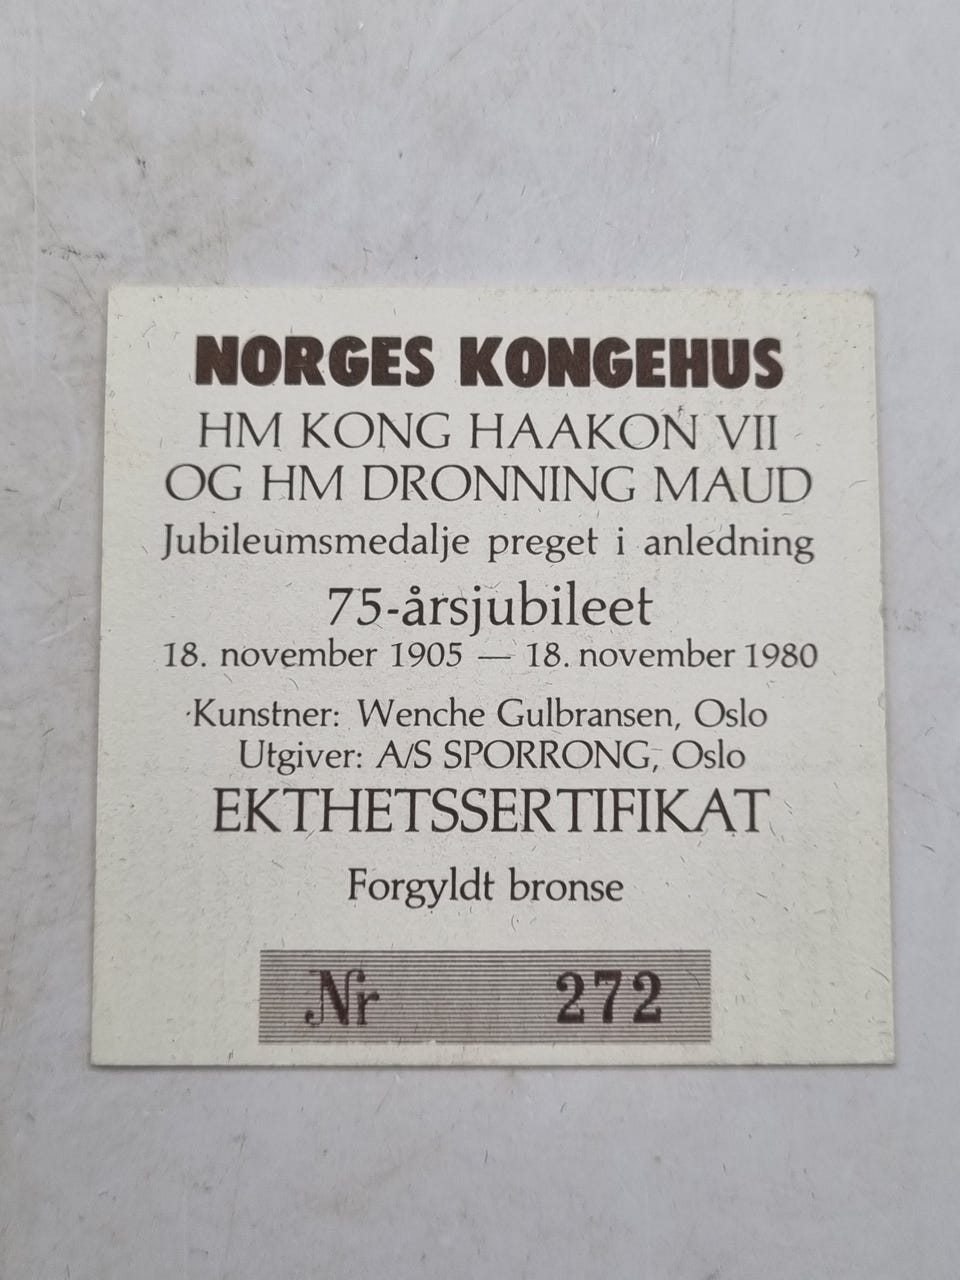 NORGES KONGEHUS
HM KONG HAAKON VII
OG HM DRONNING MAUD
Jubileumsmedalje preget i anledning
75-årsjubileet
18. november 1905 — 18. november 1980
Kunstner: Wenche Gulbransen, Oslo
Utgiver: A/S SPORRONG, Oslo
EKTHETSSERTIFIKAT
Forgyldt bronse
Nr 272